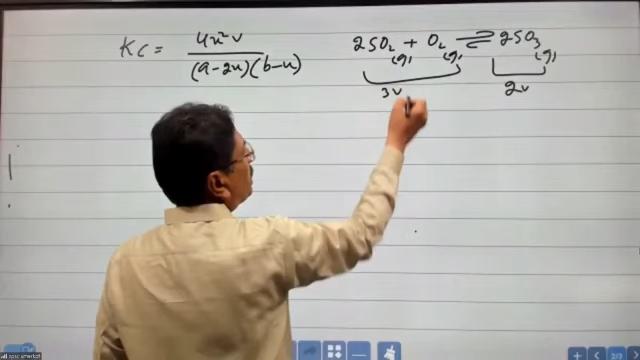 KC = 4x²v / (a-2x)(b-x)
2SO₂(g) + O₂(g) ⇌ 2SO₃(g)
3v 2v